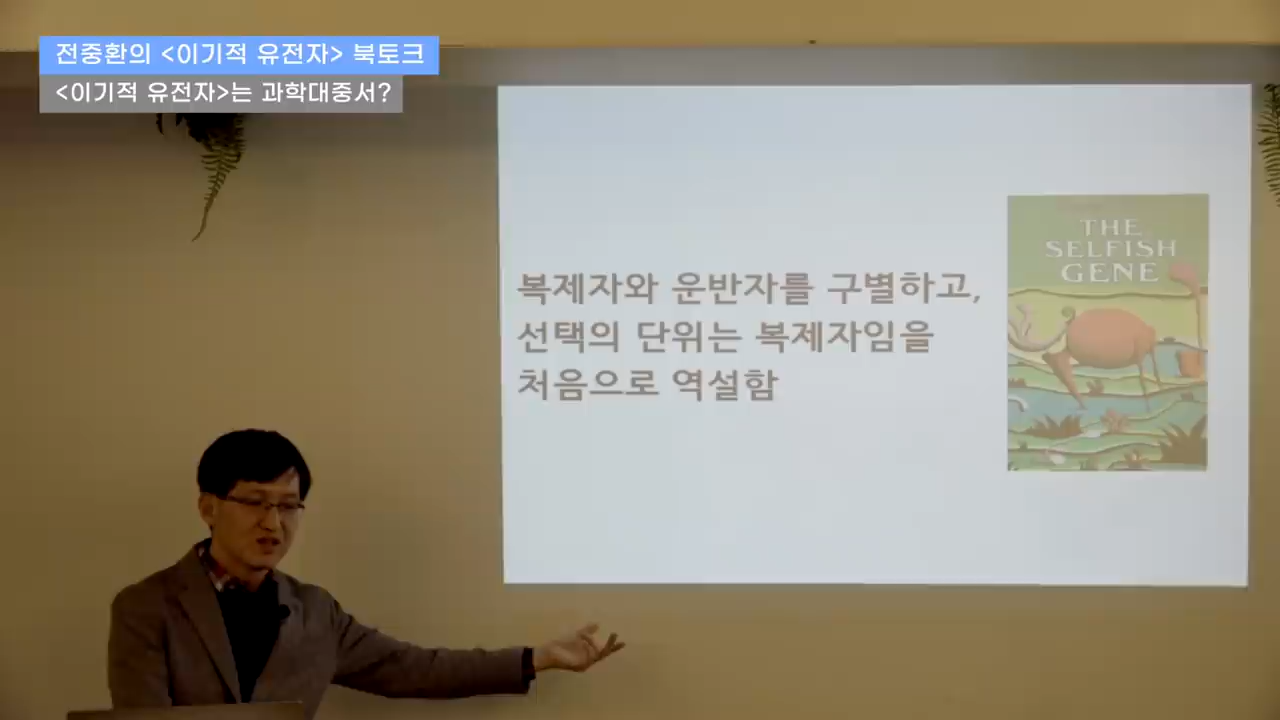 전중환의 <이기적 유전자> 북토크
<이기적 유전자>는 과학대중서?
복제자와 운반자를 구별하고,
선택의 단위는 복제자임을
처음으로 역설함
THE
SELFISH
GENE